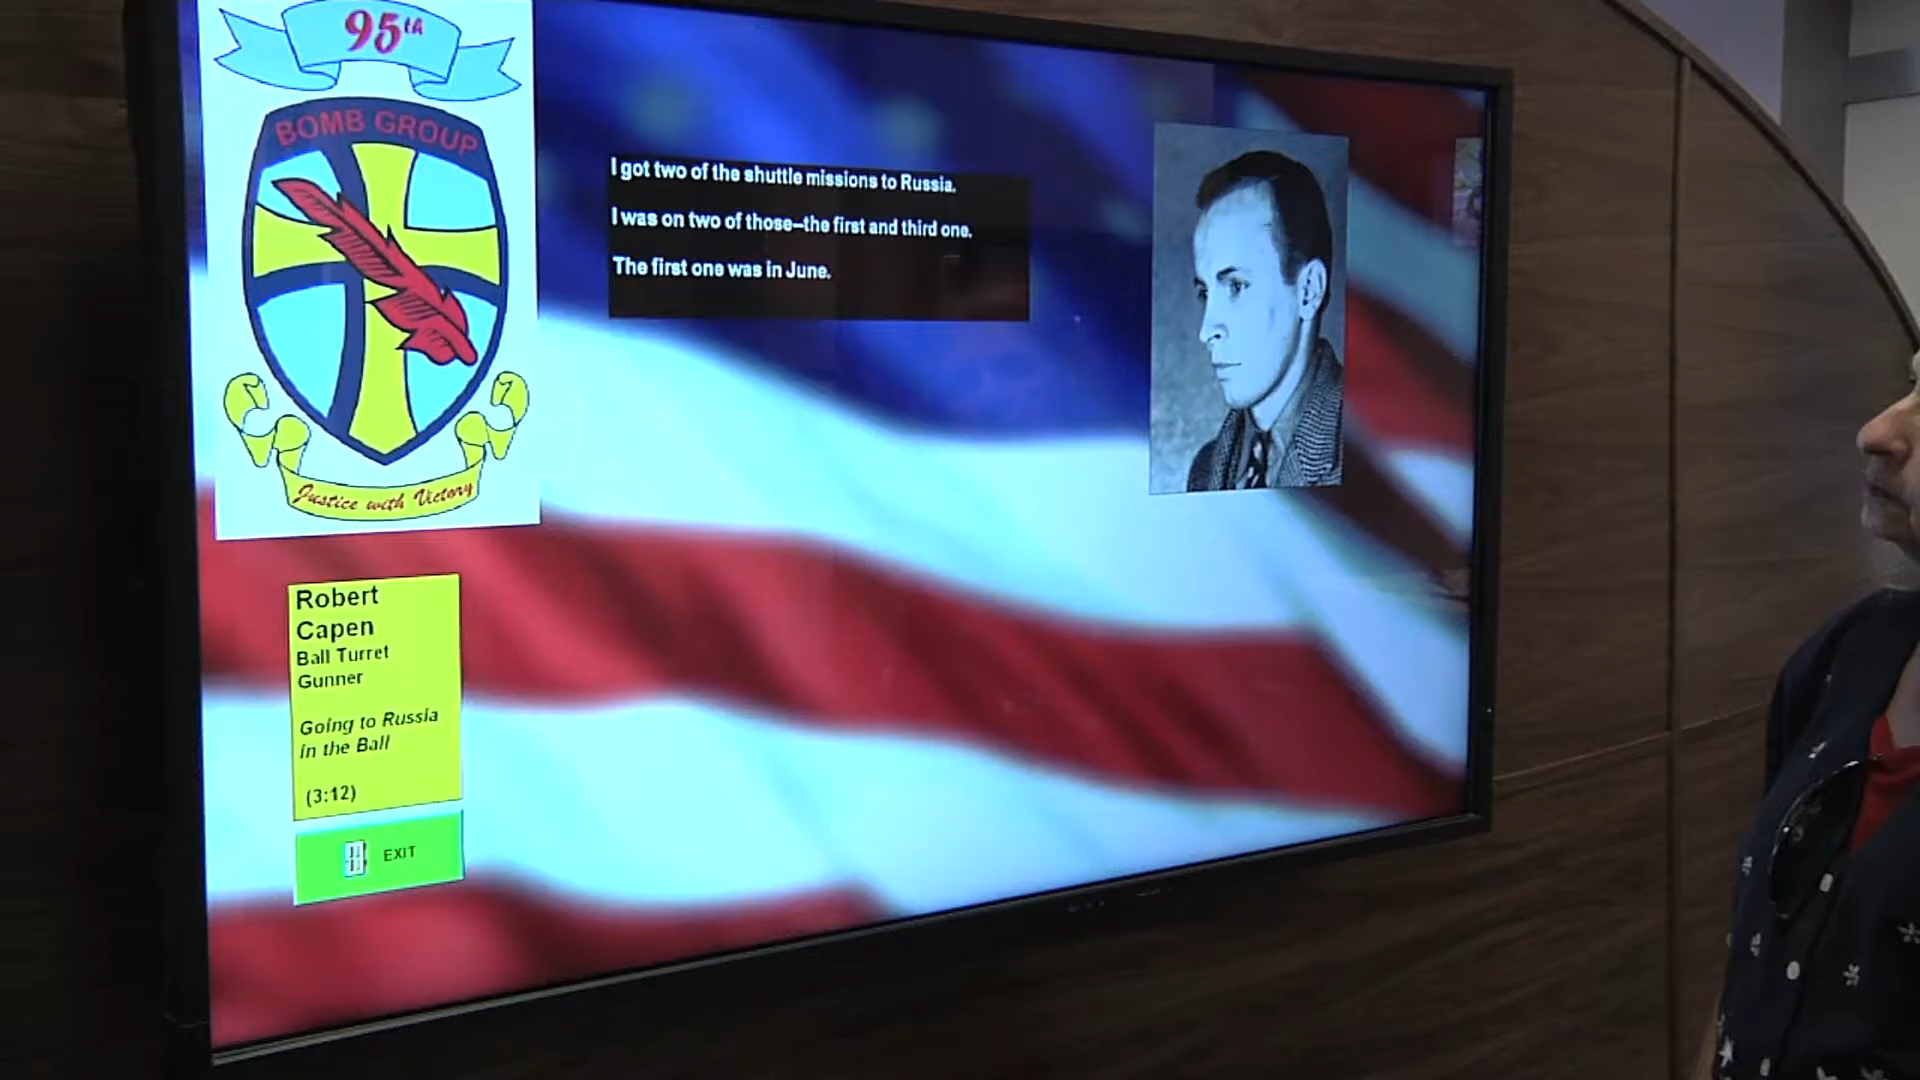 95th
BOMB GROUP
Justice with Victory
I got two of the shuttle missions to Russia.
I was on two of those–the first and third one.
The first one was in June.
Robert
Capen
Ball Turret
Gunner
Going to Russia
in the Ball
(3:12)
EXIT